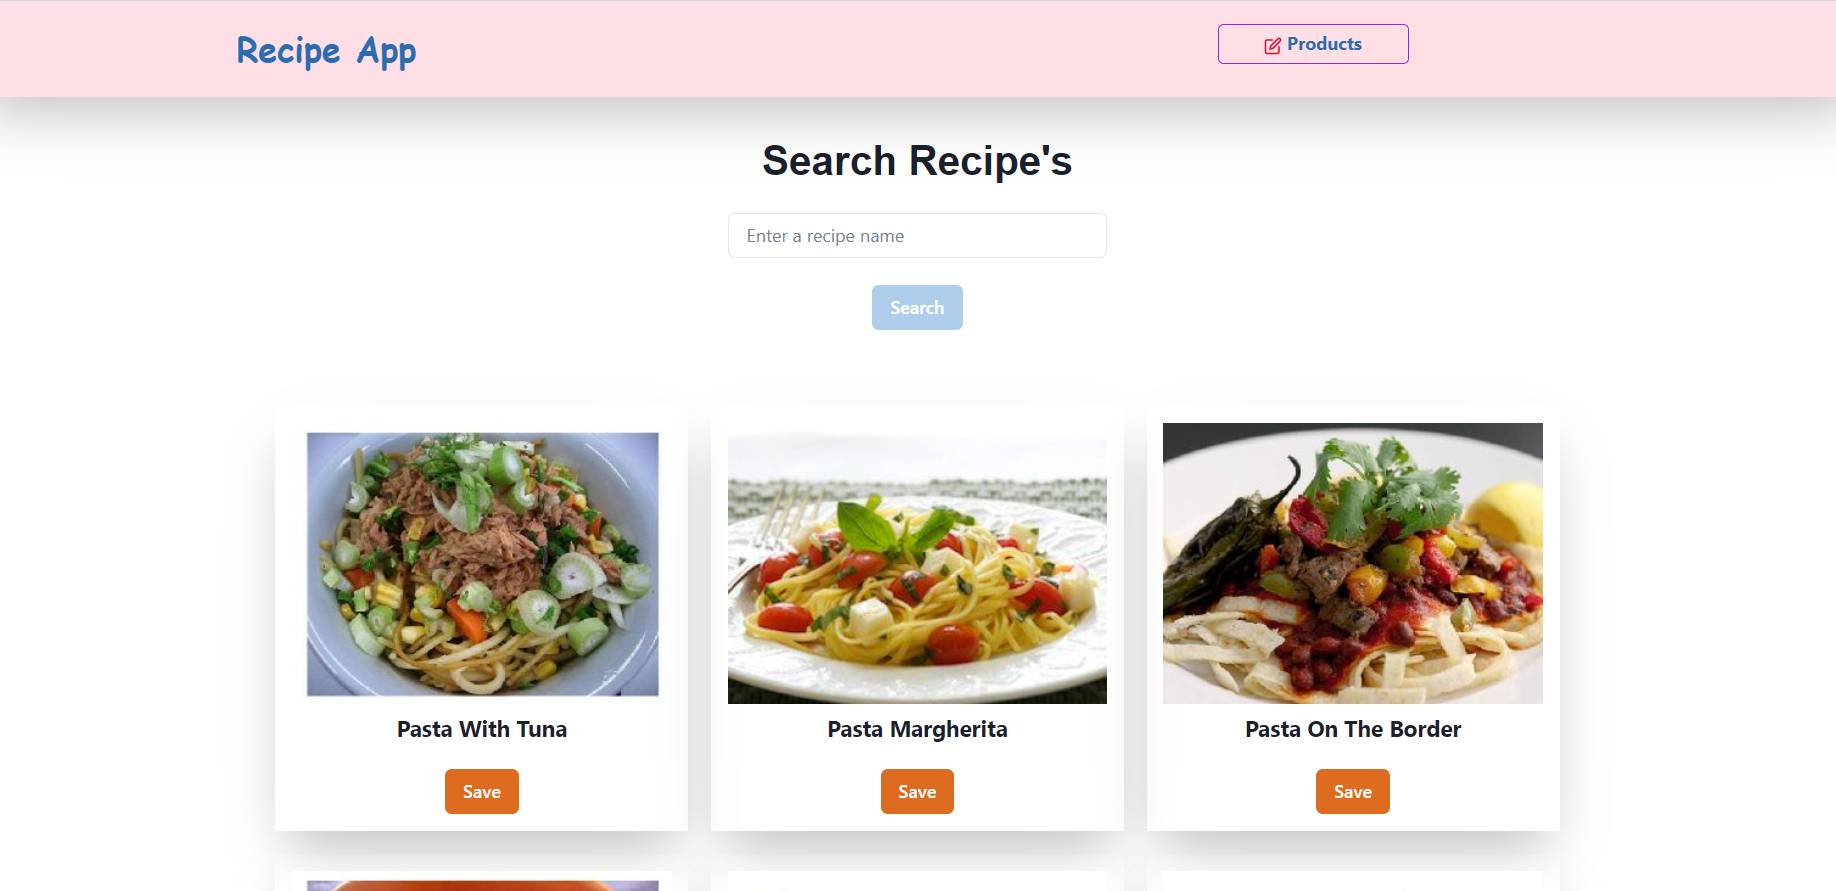 Recipe App
Products
Search Recipe's
Enter a recipe name
Search
Pasta With Tuna
Pasta Margherita
Pasta On The Border
Save
Save
Save